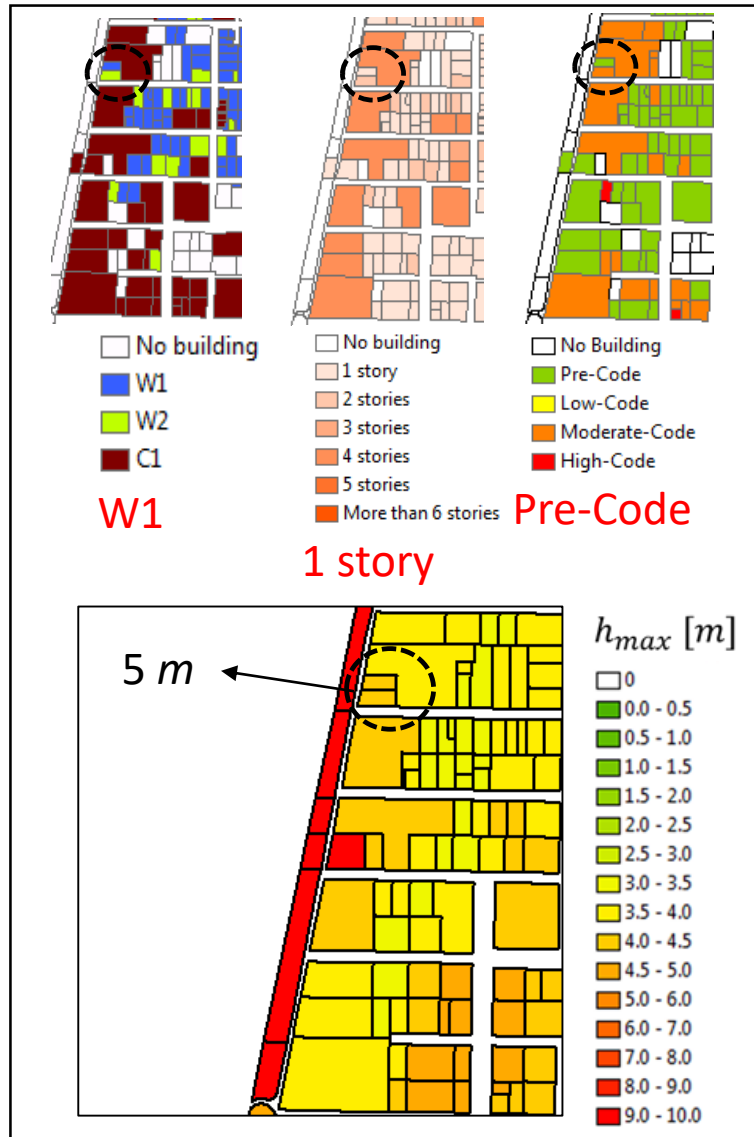 No building
W1
W2
C1
W1
No building
1 story
2 stories
3 stories
4 stories
5 stories
More than 6 stories
1 story
No Building
Pre-Code
Low-Code
Moderate-Code
High-Code
Pre-Code
5 m
h_max [m]
0
0.0 - 0.5
0.5 - 1.0
1.0 - 1.5
1.5 - 2.0
2.0 - 2.5
2.5 - 3.0
3.0 - 3.5
3.5 - 4.0
4.0 - 4.5
4.5 - 5.0
5.0 - 6.0
6.0 - 7.0
7.0 - 8.0
8.0 - 9.0
9.0 - 10.0